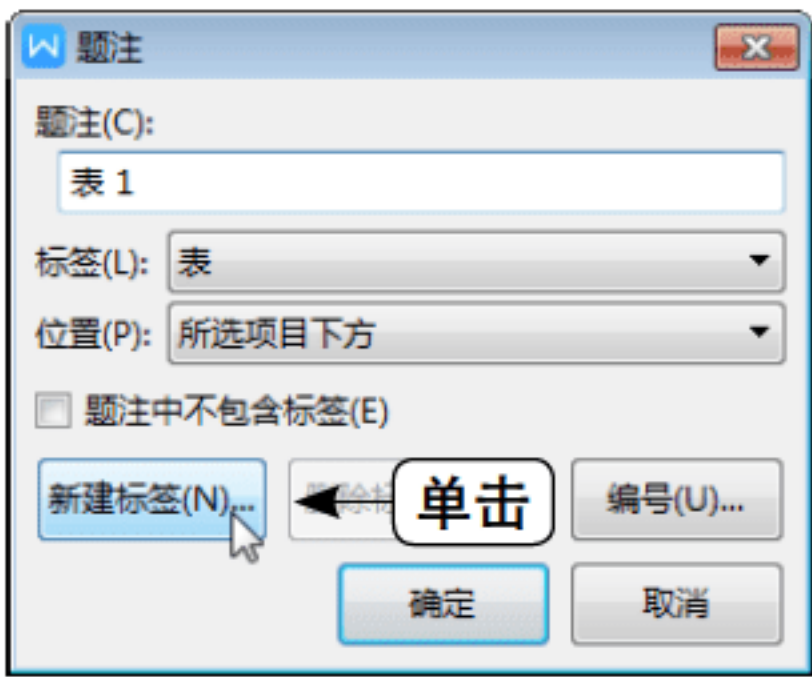 题注
题注(C):
表 1
标签(L): 表
位置(P): 所选项目下方
题注中不包含标签(E)
新建标签(N)... 单击 编号(U)...
确定 取消